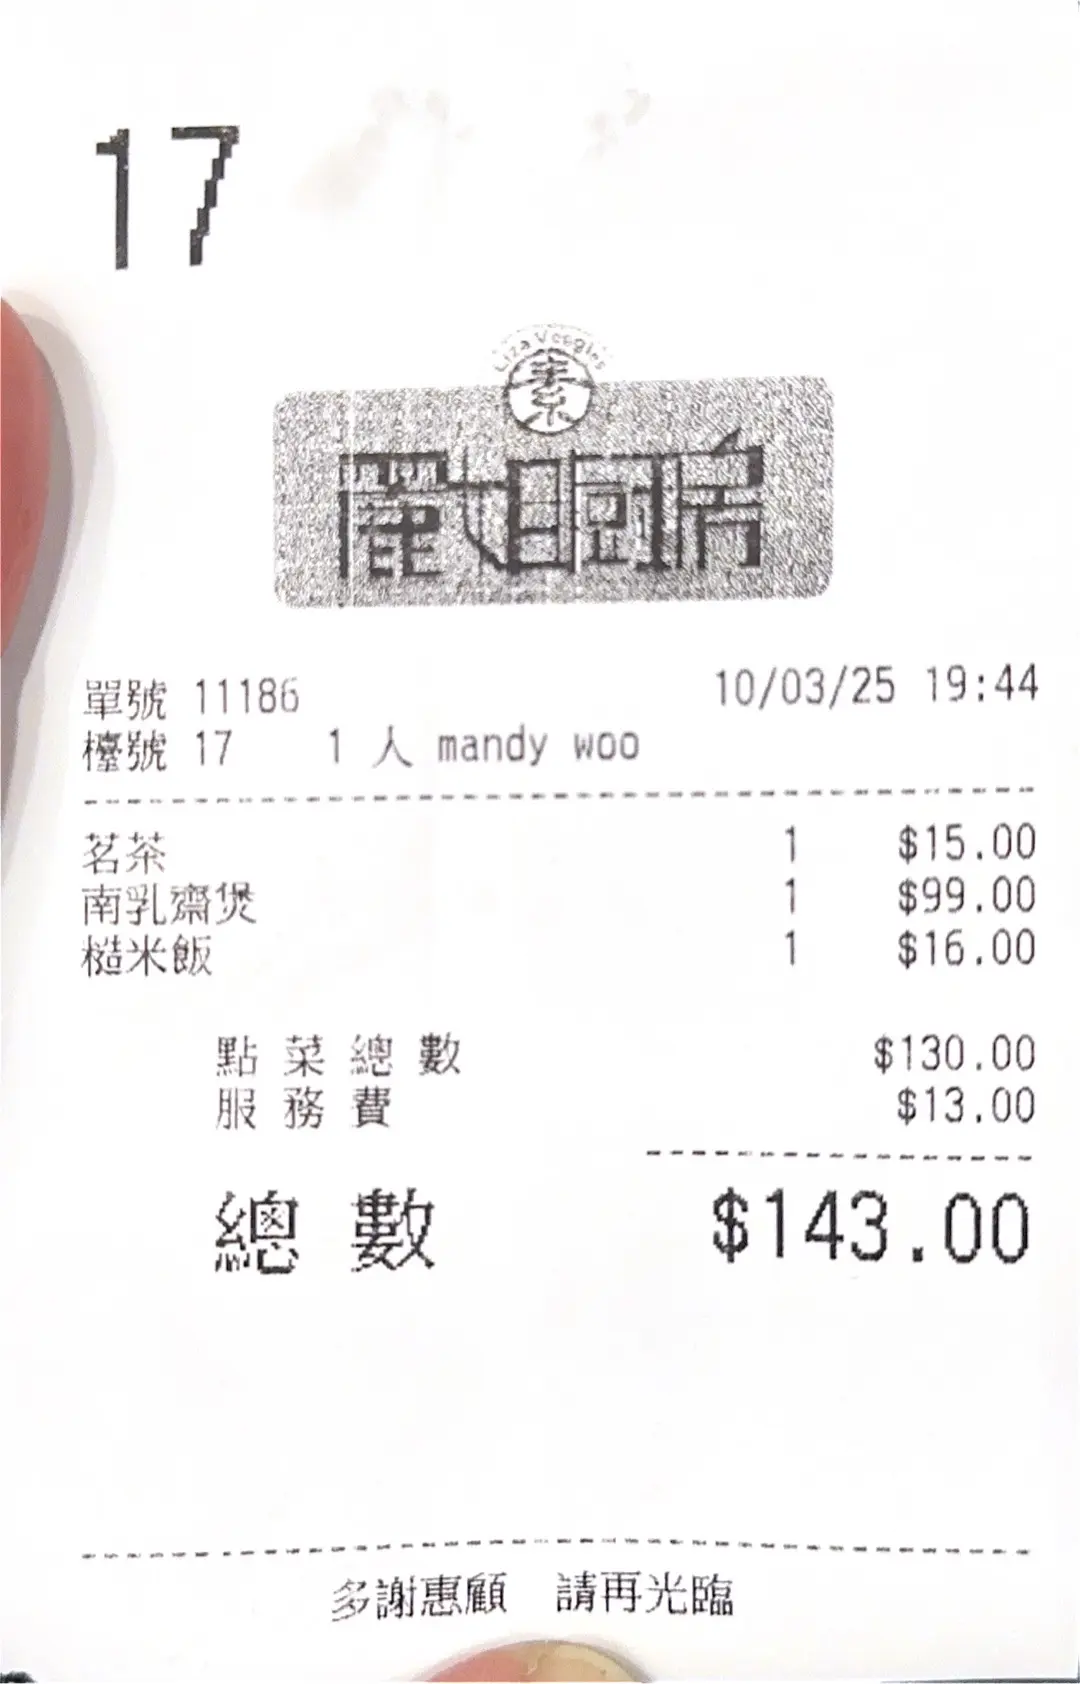 17
Liza Veggies
素
麗姐廚房
單號 11186 10/03/25 19:44
檯號 17 1 人 mandy woo
茗茶 1 $15.00
南乳齋煲 1 $99.00
糙米飯 1 $16.00
點菜總數 $130.00
服務費 $13.00
總數 $143.00
多謝惠顧 請再光臨